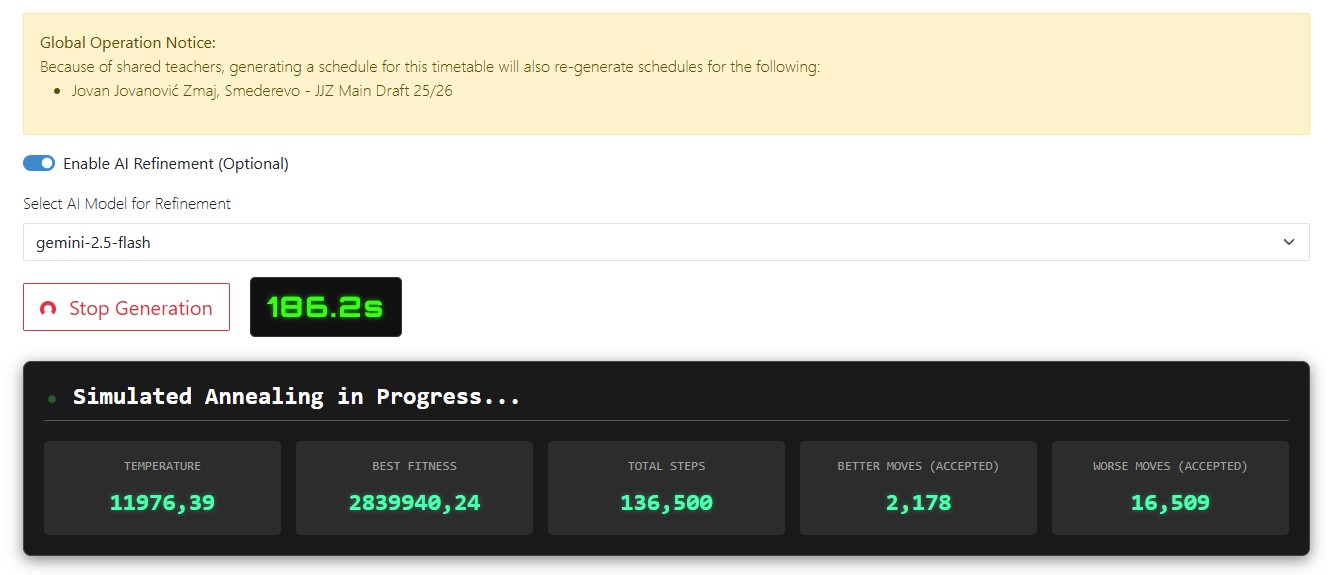 Global Operation Notice:
Because of shared teachers, generating a schedule for this timetable will also re-generate schedules for the following:
• Jovan Jovanović Zmaj, Smederevo - JJZ Main Draft 25/26
Enable AI Refinement (Optional)
Select AI Model for Refinement
gemini-2.5-flash
Stop Generation
186.2s
Simulated Annealing in Progress...
TEMPERATURE
11976,39
BEST FITNESS
2839940,24
TOTAL STEPS
136,500
BETTER MOVES (ACCEPTED)
2,178
WORSE MOVES (ACCEPTED)
16,509